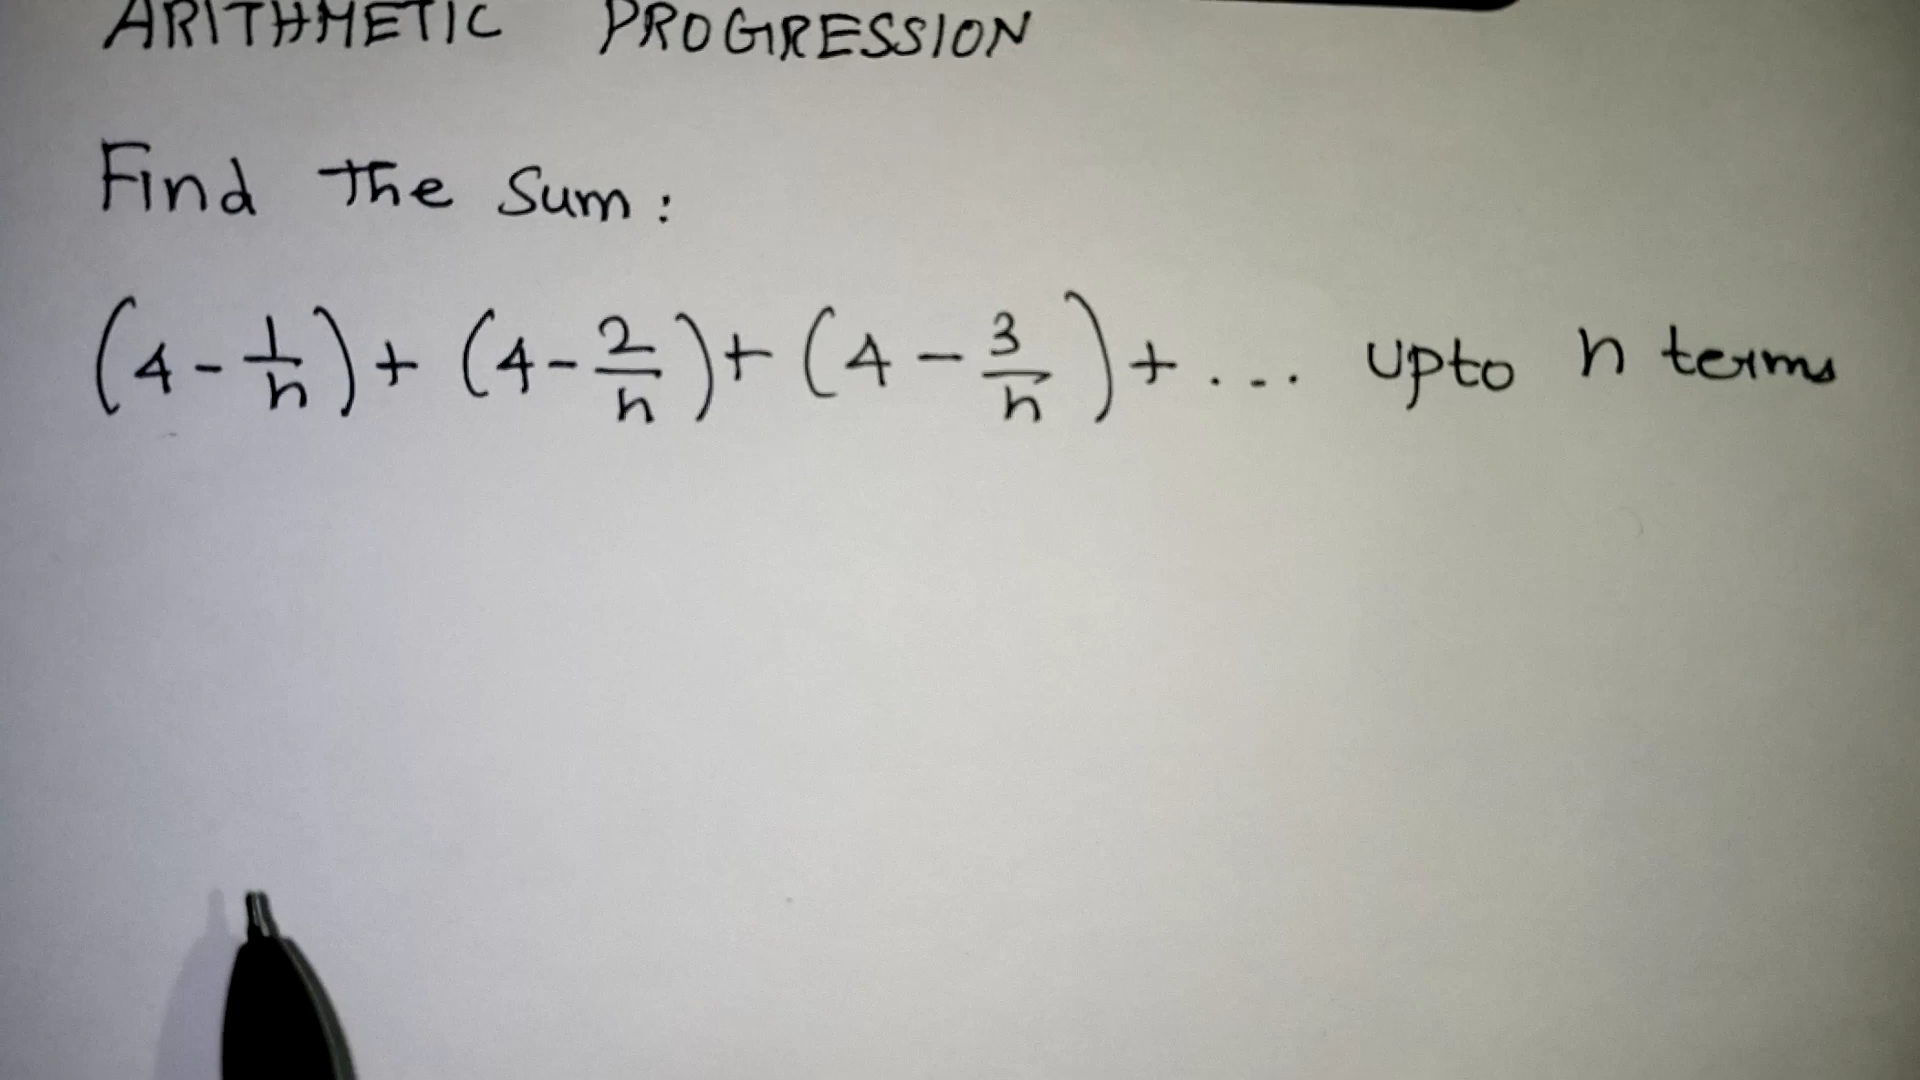 ARITHMETIC PROGRESSION
Find the sum:
(4 - 1/n) + (4 - 2/n) + (4 - 3/n) + ... upto n terms